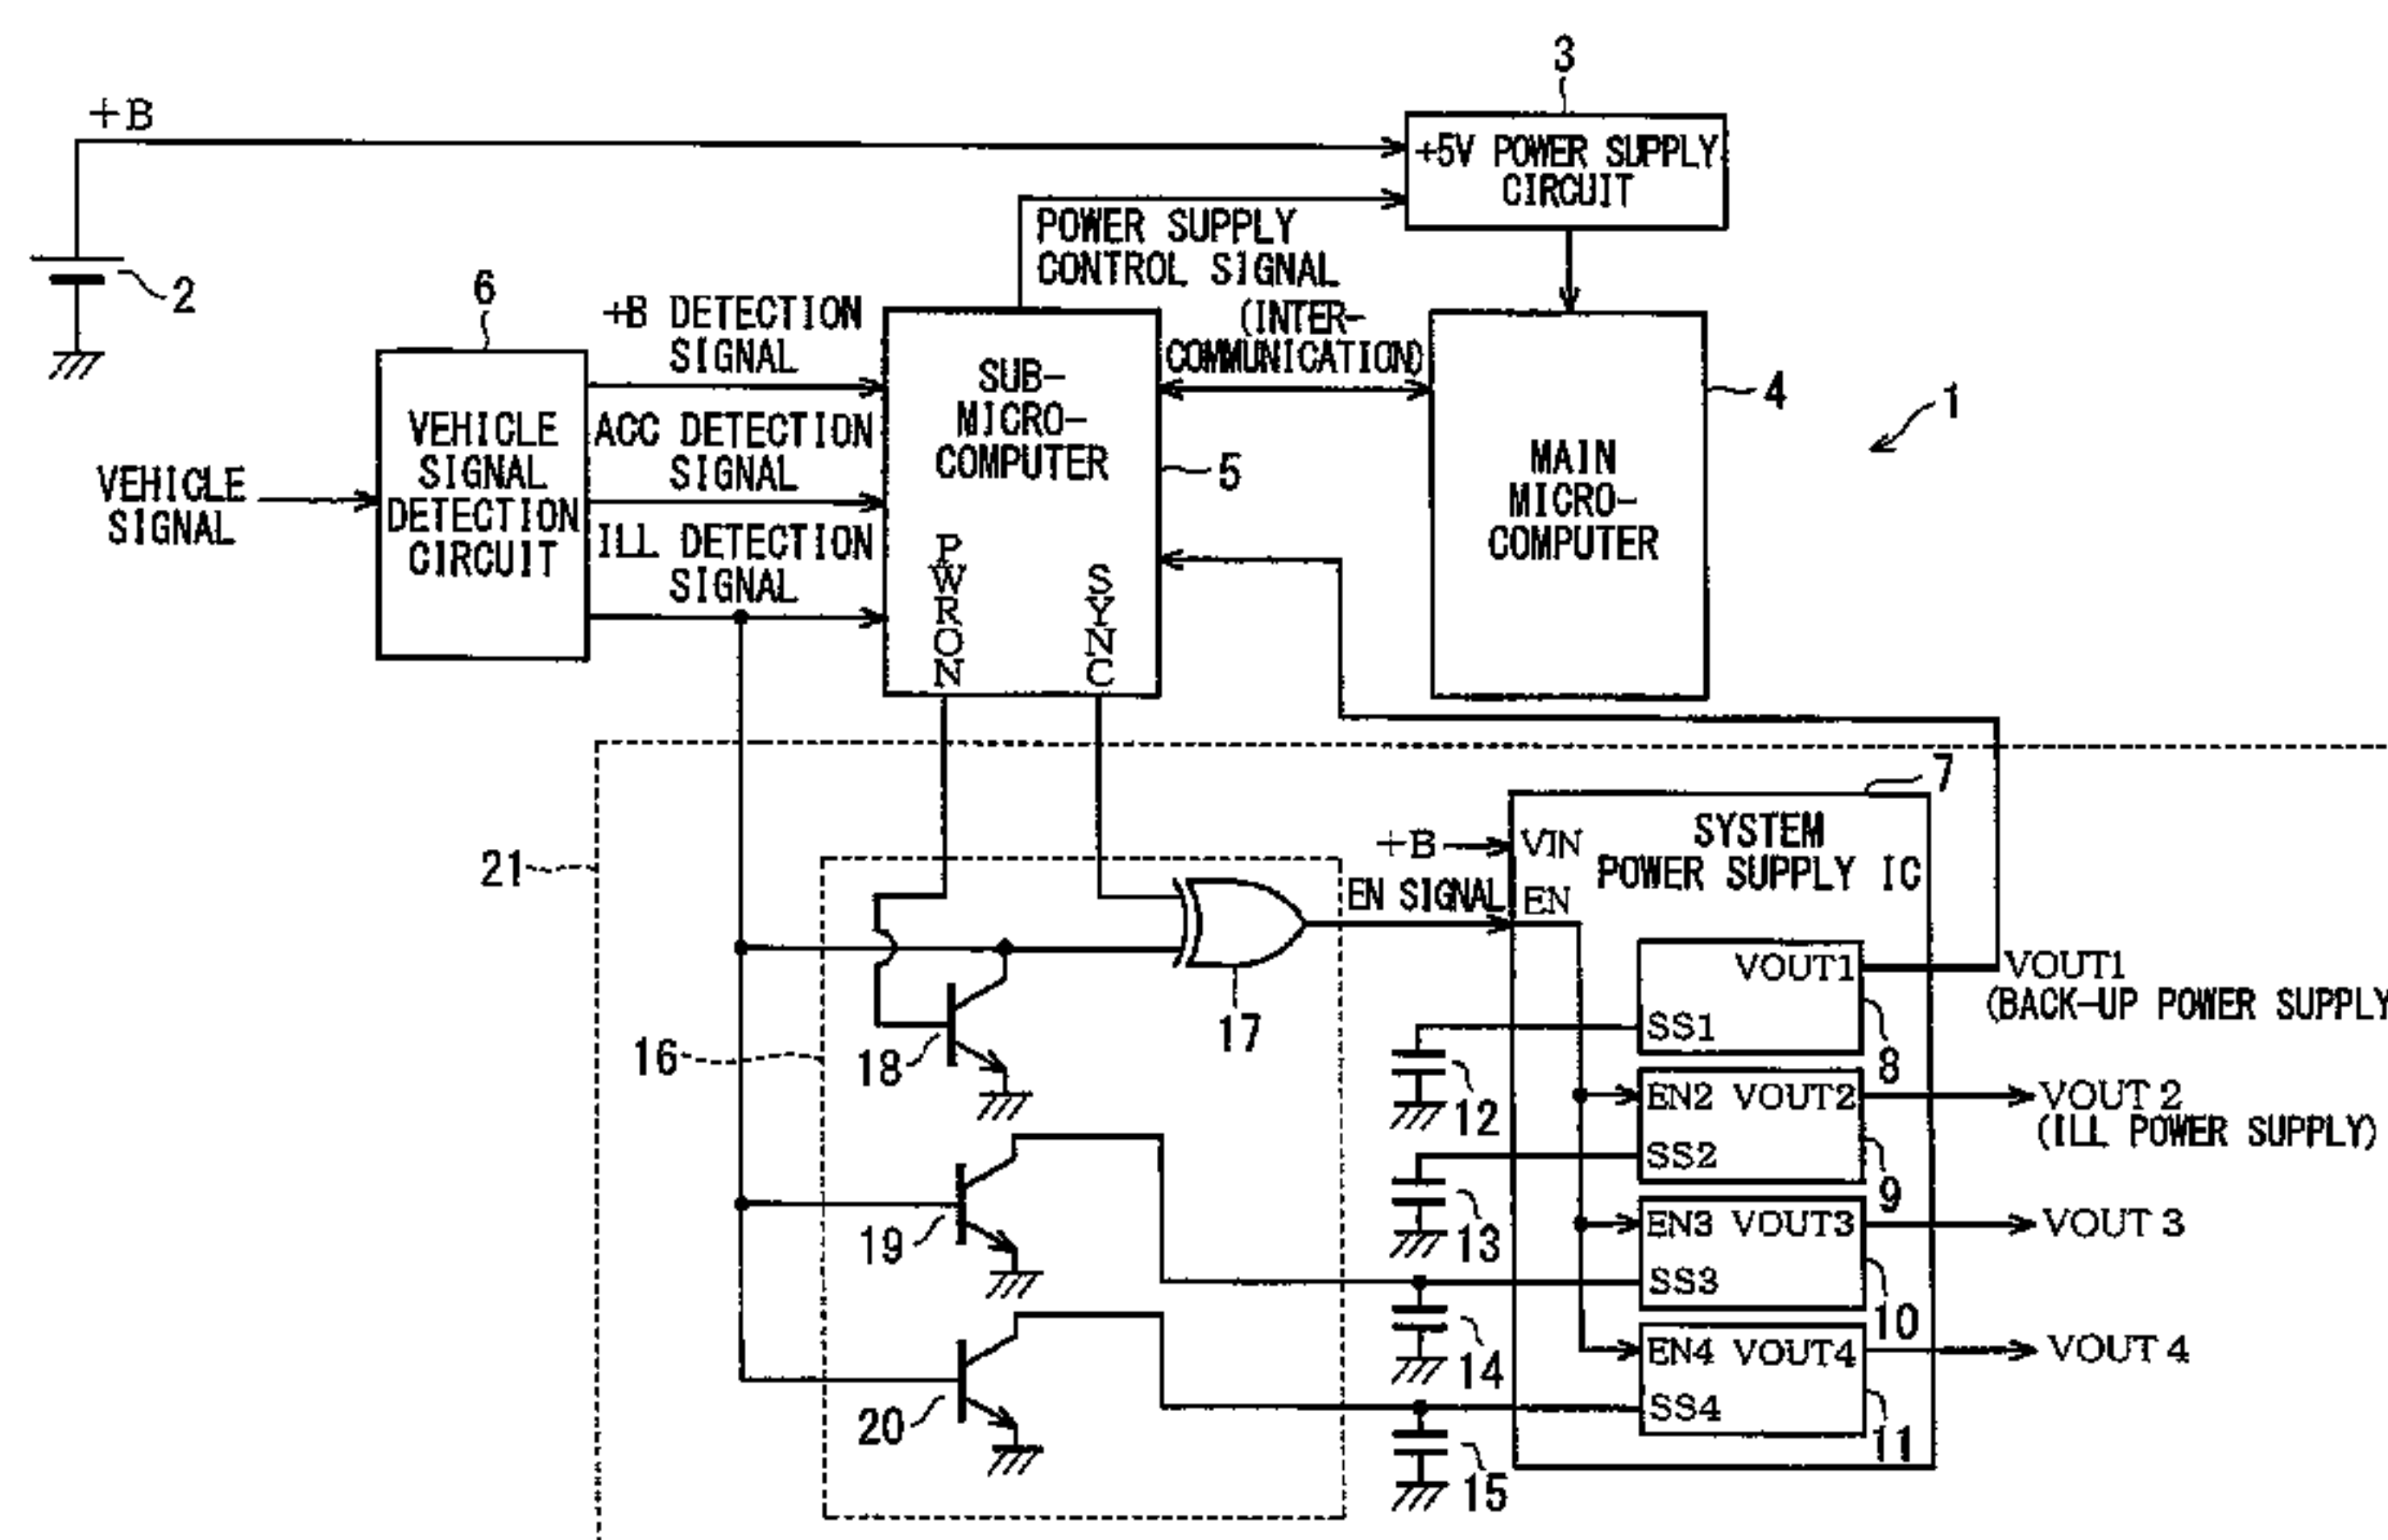 3
+B
+5V POWER SUPPLY
CIRCUIT
POWER SUPPLY
CONTROL SIGNAL
2
6
+B DETECTION
SIGNAL
(INTER-
COMMUNICATION)
SUB-
MICRO-
COMPUTER
5
4
1
VEHICLE
SIGNAL
DETECTION
CIRCUIT
ACC DETECTION
SIGNAL
MAIN
MICRO-
COMPUTER
VEHICLE
SIGNAL
ILL DETECTION
SIGNAL
PWRON
SYNC
7
SYSTEM
POWER SUPPLY IC
21
+B
VIN
EN SIGNAL
EN
VOUT1
VOUT1
(BACK-UP POWER SUPPLY
SS1
17
16
18
8
12
EN2 VOUT2
VOUT 2
(ILL POWER SUPPLY)
SS2
9
13
19
EN3 VOUT3
VOUT 3
SS3
10
14
EN4 VOUT4
VOUT 4
SS4
11
20
15